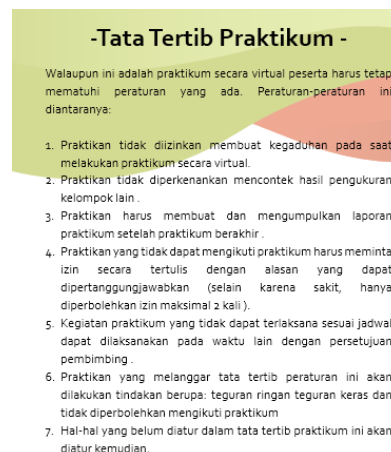 -Tata Tertib Praktikum -
Walaupun ini adalah praktikum secara virtual peserta harus tetap
mematuhi peraturan yang ada. Peraturan-peraturan ini
diantaranya:
1. Praktikan tidak diizinkan membuat kegaduhan pada saat
melakukan praktikum secara virtual.
2. Praktikan tidak diperkenankan mencontek hasil pengukuran
kelompok lain .
3. Praktikan harus membuat dan mengumpulkan laporan
praktikum setelah praktikum berakhir .
4. Praktikan yang tidak dapat mengikuti praktikum harus meminta
izin secara tertulis dengan alasan yang dapat
dipertanggungjawabkan (selain karena sakit, hanya
diperbolehkan izin maksimal 2 kali ).
5. Kegiatan praktikum yang tidak dapat terlaksana sesuai jadwal
dapat dilaksanakan pada waktu lain dengan persetujuan
pembimbing .
6. Praktikan yang melanggar tata tertib peraturan ini akan
dilakukan tindakan berupa: teguran ringan teguran keras dan
tidak diperbolehkan mengikuti praktikum
7. Hal-hal yang belum diatur dalam tata tertib praktikum ini akan
diatur kemudian.